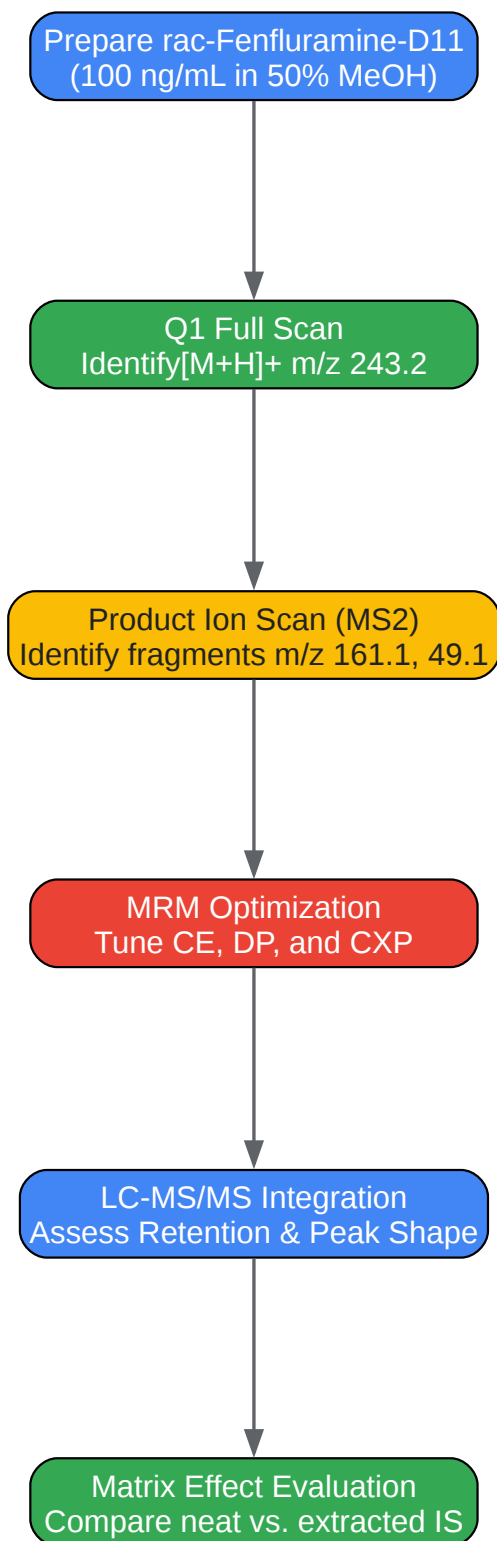 Prepare rac-Fenfluramine-D11
(100 ng/mL in 50% MeOH)
Q1 Full Scan
Identify[M+H]+ m/z 243.2
Product Ion Scan (MS2)
Identify fragments m/z 161.1, 49.1
MRM Optimization
Tune CE, DP, and CXP
LC-MS/MS Integration
Assess Retention & Peak Shape
Matrix Effect Evaluation
Compare neat vs. extracted IS